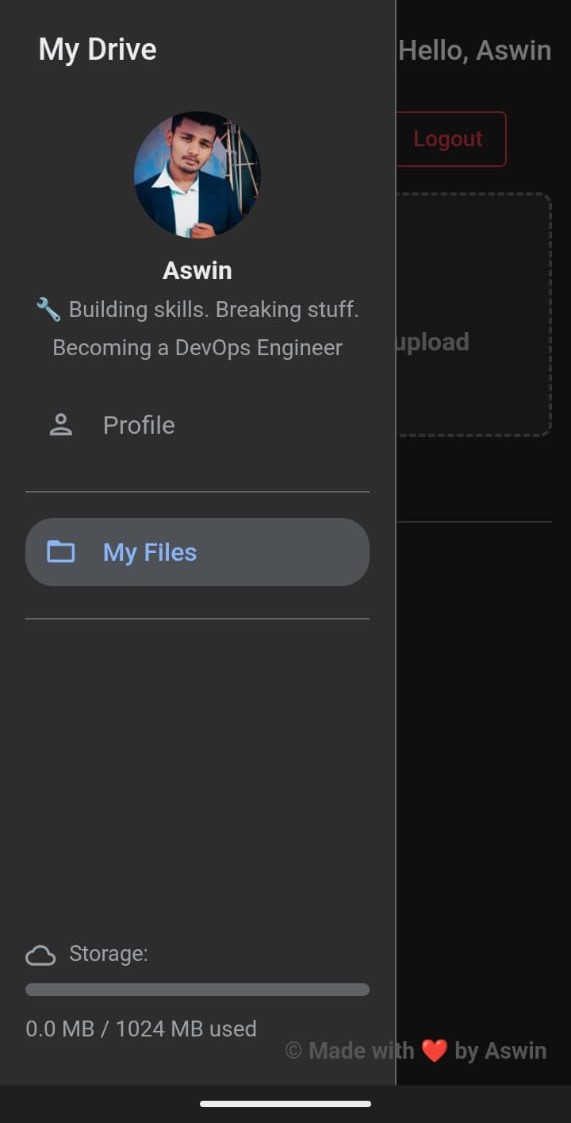 My Drive
Hello, Aswin
Logout
Aswin
🔧 Building skills. Breaking stuff.
Becoming a DevOps Engineer
upload
Profile
My Files
Storage:
0.0 MB / 1024 MB used
© Made with ❤️ by Aswin